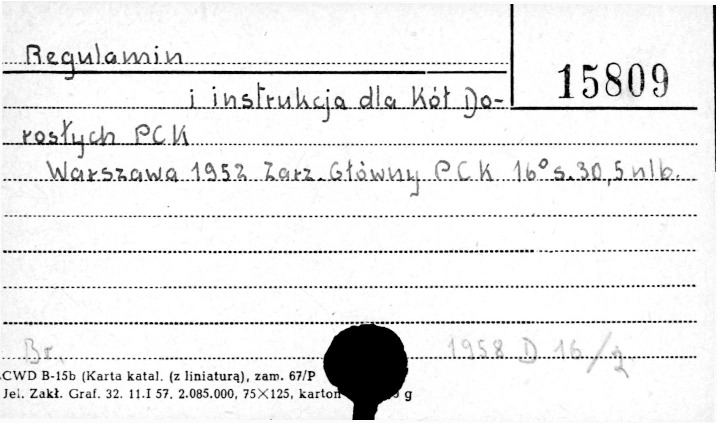 Regulamin
15809
i instrukcja dla Kół Do-
rosłych PCK
Warszawa 1952 Zarz. Główny PCK 16° s. 30, 5 nlb.
Br. 1958 D 16/
CWD B-15b (Karta katal. (z liniaturą), zam. 67/P
Jel. Zakł. Graf. 32. 11.I 57. 2.085.000, 75×125, karton g